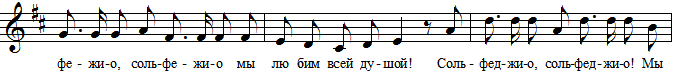 фе - жи-о, соль-фе - жи-о мы лю бим всей ду-шой! Соль-фед-жи-о, соль-фед-жи-о! Мы